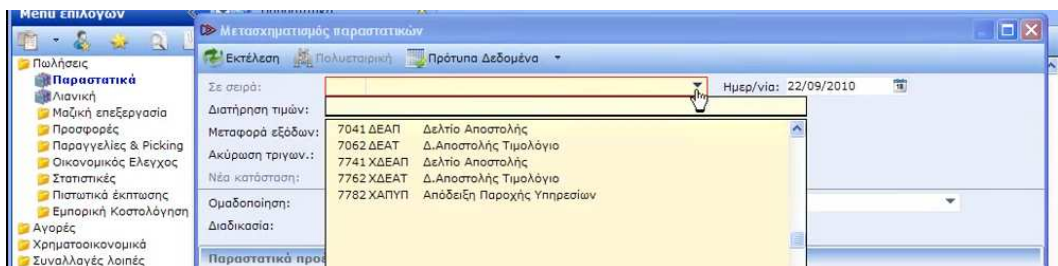 Menu επιλογών
Μετασχηματισμός παραστατικών
Εκτέλεση Πολυεταιρική Πρότυπα Δεδομένα
Πωλήσεις
Παραστατικά
Λιανική
Μαζική επεξεργασία
Προσφορές
Παραγγελίες & Picking
Οικονομικός Ελεγχος
Στατιστικές
Πιστωτικά έκπτωσης
Εμπορική Κοστολόγηση
Αγορές
Χρηματοοικονομικά
Συναλλαγές λοιπές
Σε σειρά: Ημερ/νία: 22/09/2010
Διατήρηση τιμών:
Μεταφορά εξόδων:
Ακύρωση τριγων.:
Νέα κατάσταση:
Ομαδοποίηση:
Διαδικασία:
7041 ΔΕΑΠ Δελτίο Αποστολής
7062 ΔΕΑΤ Δ.Αποστολής Τιμολόγιο
7741 ΧΔΕΑΠ Δελτίο Αποστολής
7762 ΧΔΕΑΤ Δ.Αποστολής Τιμολόγιο
7782 ΧΑΠΥΠ Απόδειξη Παροχής Υπηρεσίων
Παραστατικά